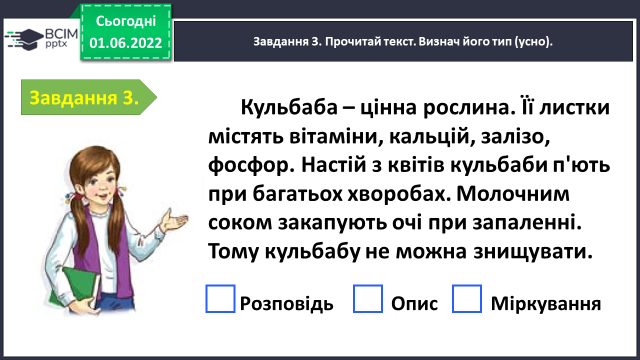 ВСІМ
pptx
Сьогодні
01.06.2022
Завдання 3. Прочитай текст. Визнач його тип (усно).
Завдання 3.
Кульбаба – цінна рослина. Її листки
містять вітаміни, кальцій, залізо,
фосфор. Настій з квітів кульбаби п'ють
при багатьох хворобах. Молочним
соком закапують очі при запаленні.
Тому кульбабу не можна знищувати.
Розповідь Опис Міркування